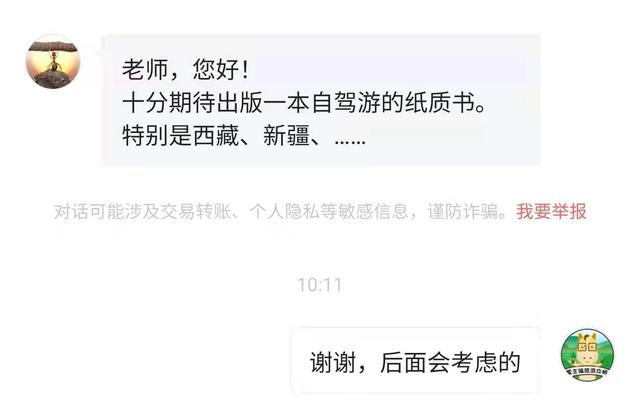 老师，您好！
十分期待出版一本自驾游的纸质书。
特别是西藏、新疆、……
对话可能涉及交易转账、个人隐私等敏感信息，谨防诈骗。我要举报
10:11
谢谢，后面会考虑的